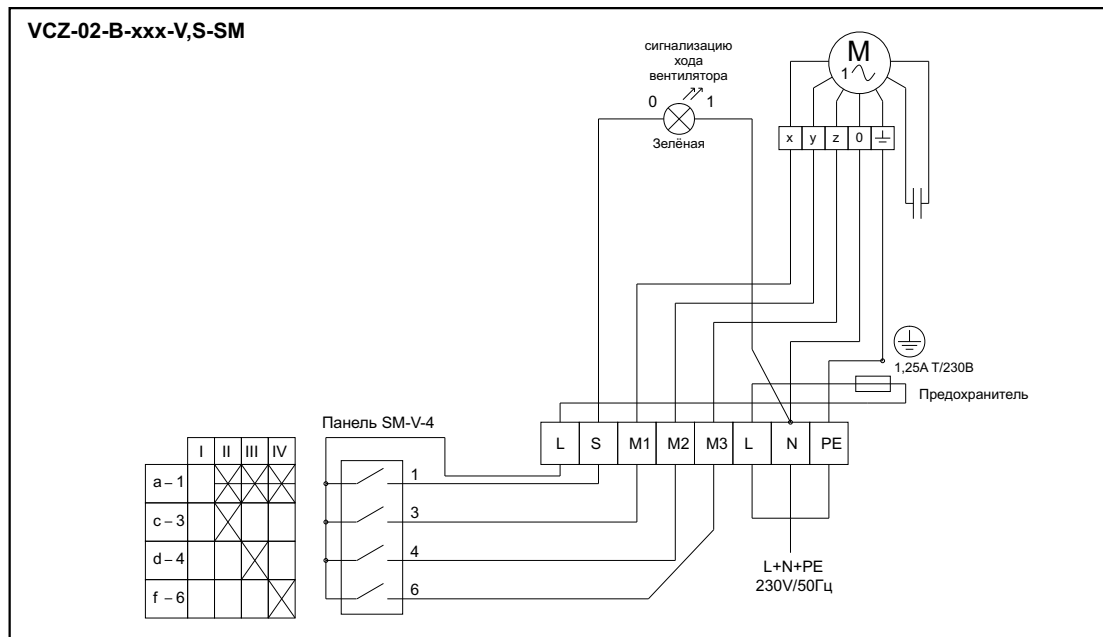 VCZ-02-B-xxx-V,S-SM
сигнализацию
хода
вентилятора
0 1
Зелёная
M
1
x y z 0
1,25A T/230B
Предохранитель
Панель SM-V-4
L S M1 M2 M3 L N PE
I II III IV
a – 1
c – 3
d – 4
f – 6
1
3
4
6
L+N+PE
230V/50Гц